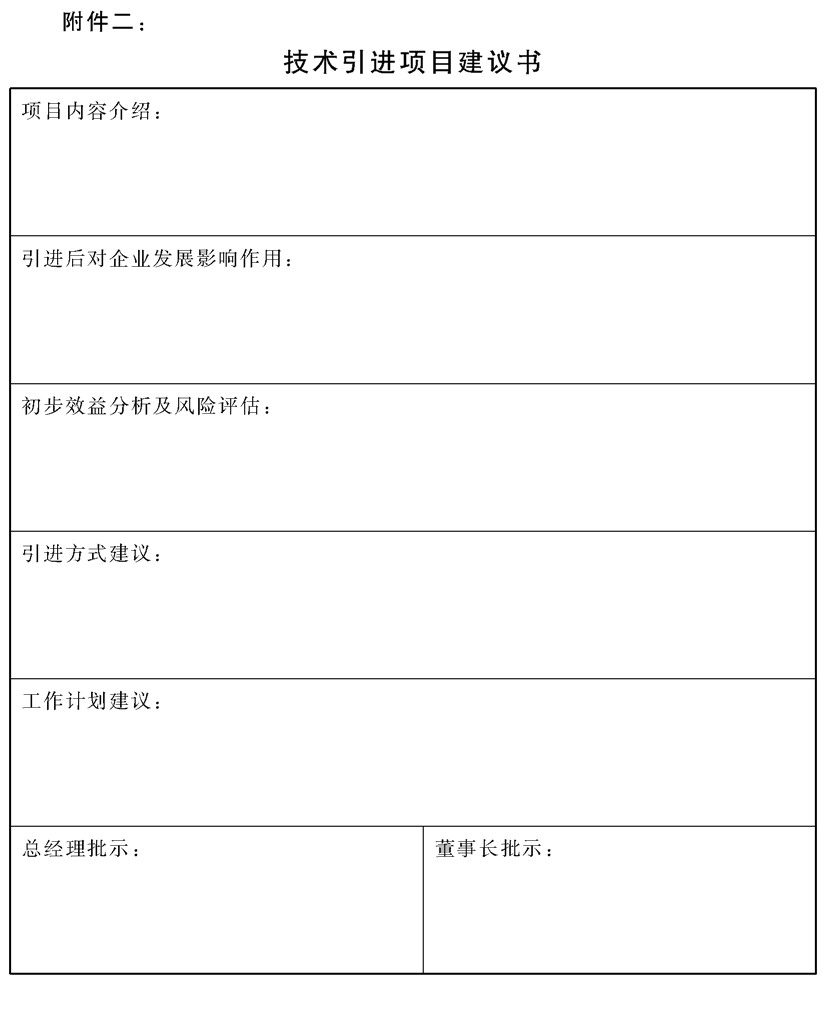 附件二：
技术引进项目建议书
项目内容介绍：
引进后对企业发展影响作用：
初步效益分析及风险评估：
引进方式建议：
工作计划建议：
总经理批示：
董事长批示：